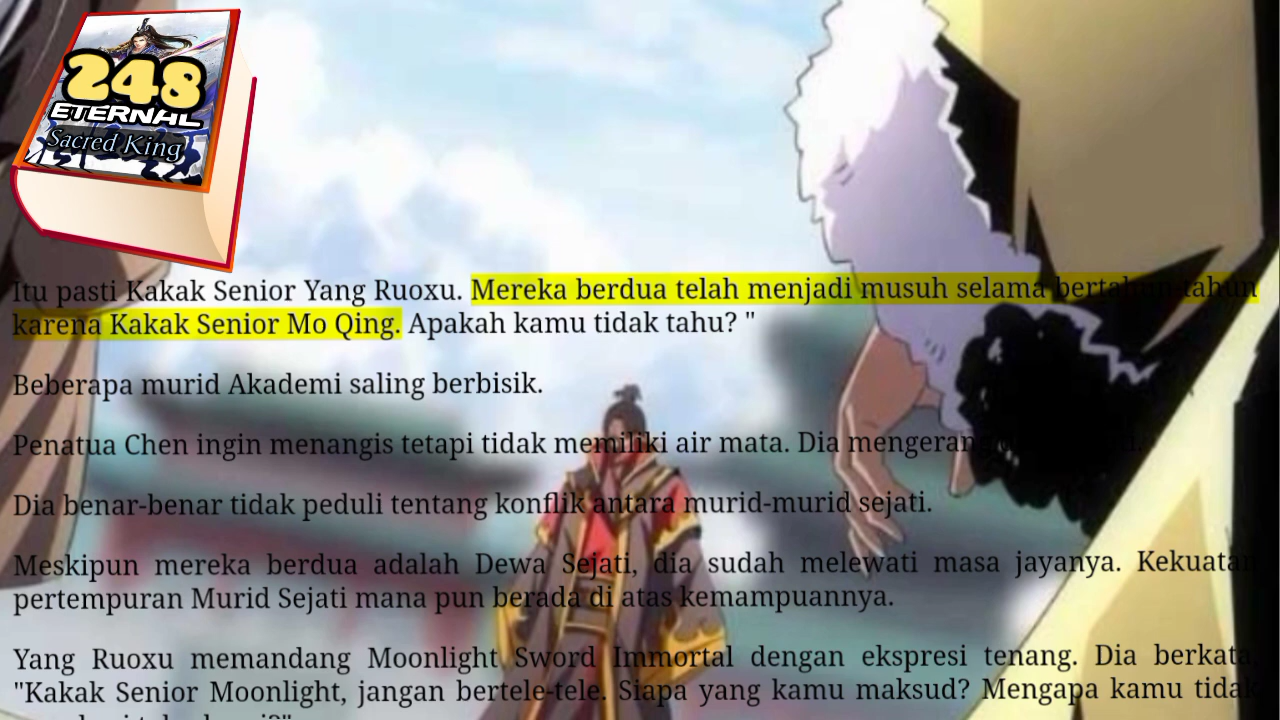 248
ETERNAL
Sacred King
Itu pasti Kakak Senior Yang Ruoxu. Mereka berdua telah menjadi musuh selama bertahun-tahun
karena Kakak Senior Mo Qing. Apakah kamu tidak tahu? "
Beberapa murid Akademi saling berbisik.
Penatua Chen ingin menangis tetapi tidak memiliki air mata. Dia mengerang
Dia benar-benar tidak peduli tentang konflik antara murid-murid sejati.
Meskipun mereka berdua adalah Dewa Sejati, dia sudah melewati masa jayanya. Kekuatan
pertempuran Murid Sejati mana pun berada di atas kemampuannya.
Yang Ruoxu memandang Moonlight Sword Immortal dengan ekspresi tenang. Dia berkata,
"Kakak Senior Moonlight, jangan bertele-tele. Siapa yang kamu maksud? Mengapa kamu tidak